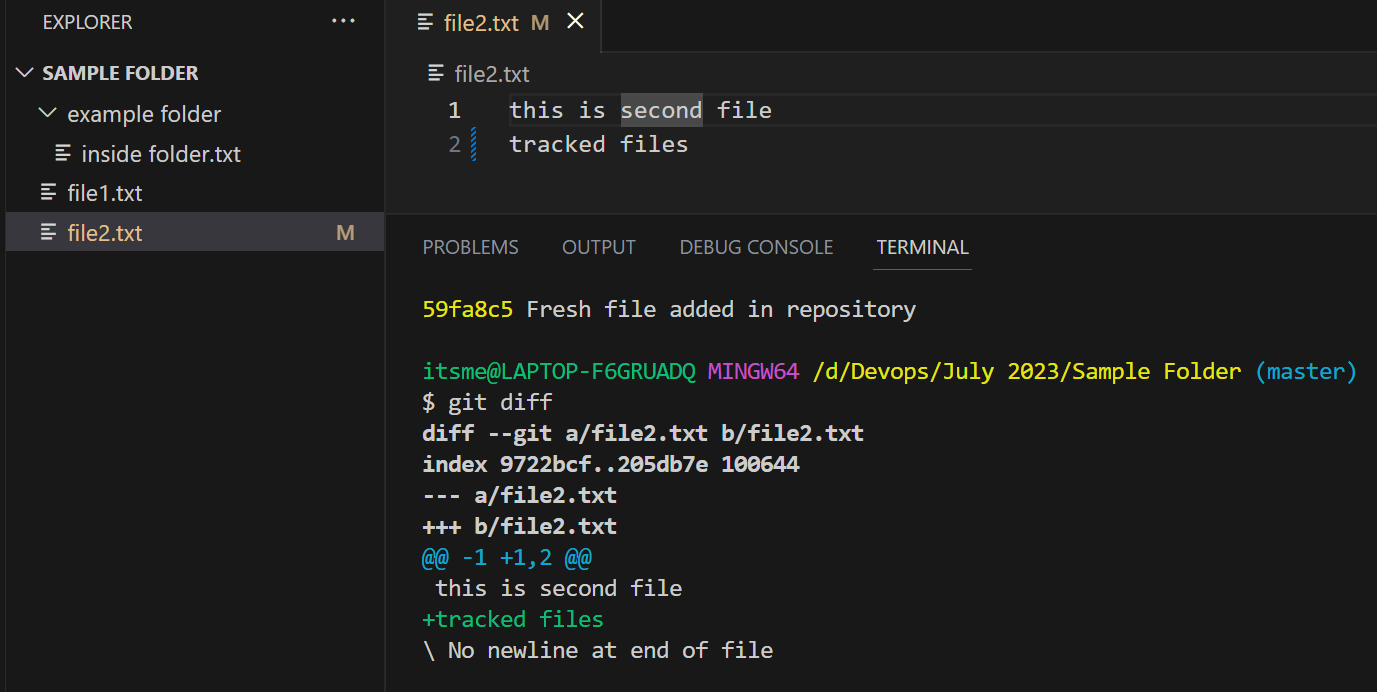 EXPLORER ...
SAMPLE FOLDER
example folder
inside folder.txt
file1.txt
file2.txt M
file2.txt M
file2.txt
1 this is second file
2 tracked files
PROBLEMS OUTPUT DEBUG CONSOLE TERMINAL
59fa8c5 Fresh file added in repository
itsme@LAPTOP-F6GRUADQ MINGW64 /d/Devops/July 2023/Sample Folder (master)
$ git diff
diff --git a/file2.txt b/file2.txt
index 9722bcf..205db7e 100644
--- a/file2.txt
+++ b/file2.txt
@@ -1 +1,2 @@
 this is second file
+tracked files
\ No newline at end of file